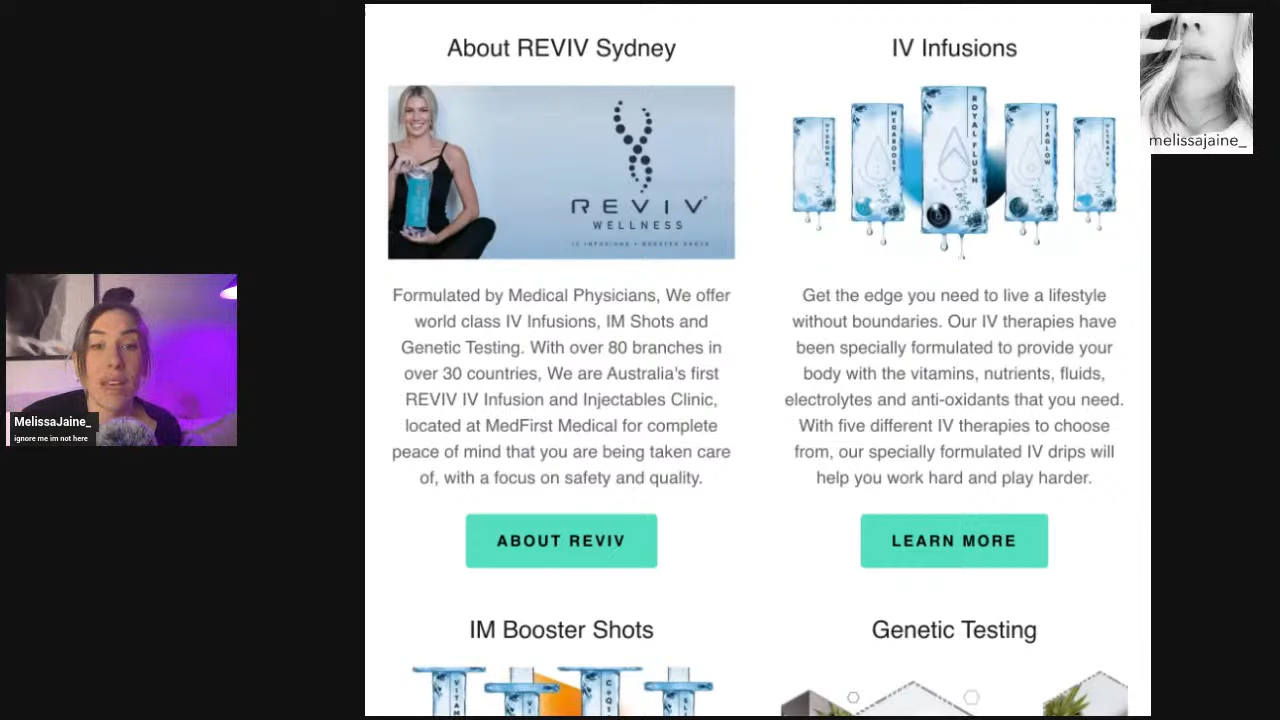 About REVIV Sydney
REVIV
WELLNESS
Formulated by Medical Physicians, We offer
world class IV Infusions, IM Shots and
Genetic Testing. With over 80 branches in
over 30 countries, We are Australia's first
REVIV IV Infusion and Injectables Clinic,
located at MedFirst Medical for complete
peace of mind that you are being taken care
of, with a focus on safety and quality.
ABOUT REVIV
IV Infusions
HYDROMAX
MEGABOOST
ROYAL FLUSH
VITAGLOW
ULTRAVIV
Get the edge you need to live a lifestyle
without boundaries. Our IV therapies have
been specially formulated to provide your
body with the vitamins, nutrients, fluids,
electrolytes and anti-oxidants that you need.
With five different IV therapies to choose
from, our specially formulated IV drips will
help you work hard and play harder.
LEARN MORE
IM Booster Shots
Genetic Testing
melissajaine_
MelissaJaine_
ignore me im not here